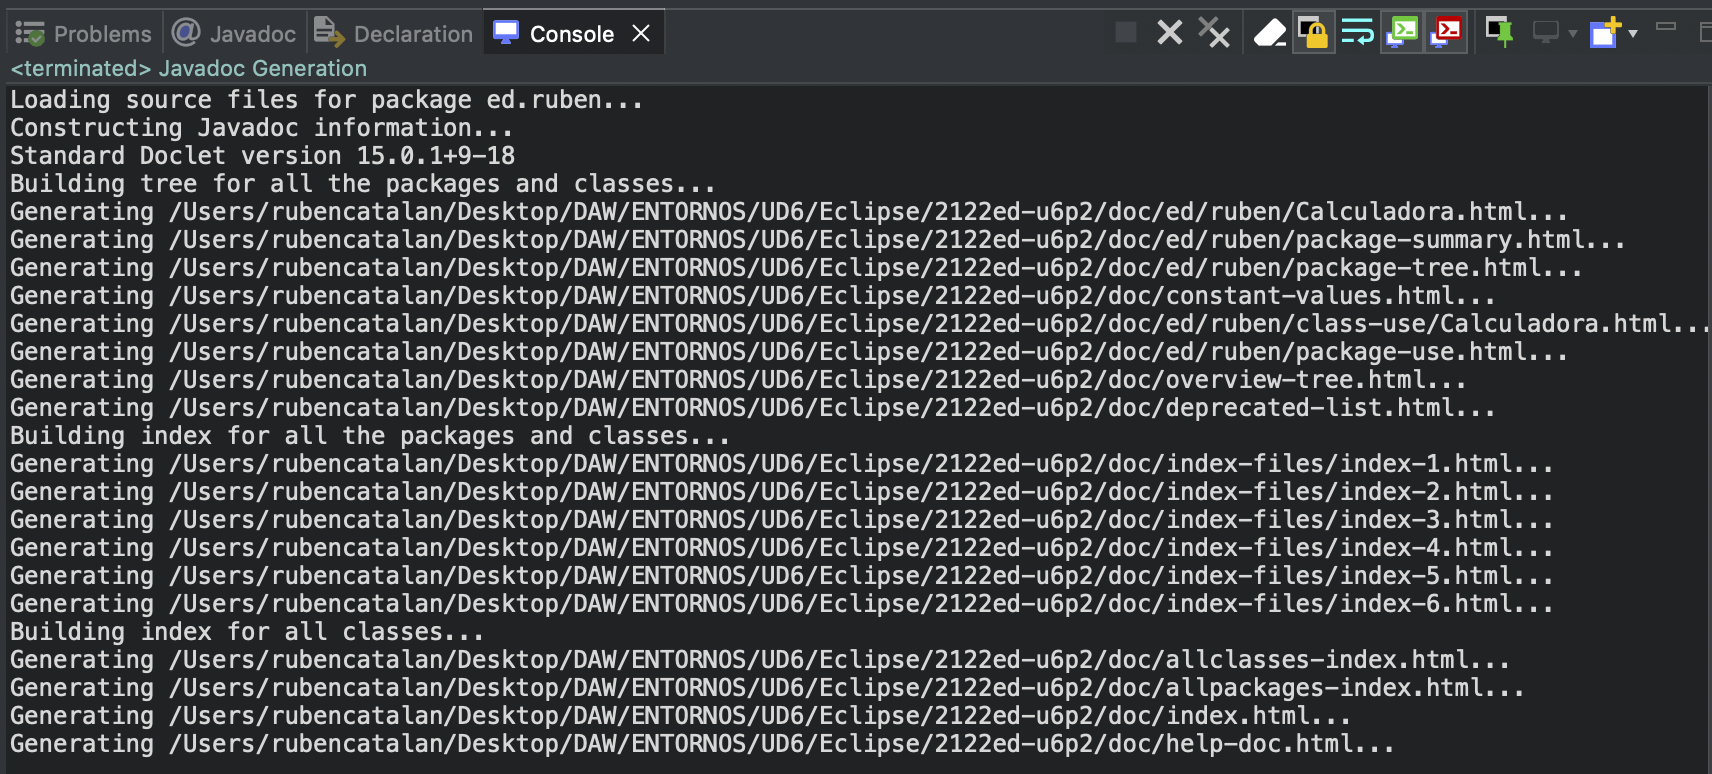 Problems Javadoc Declaration Console
<terminated> Javadoc Generation
Loading source files for package ed.ruben...
Constructing Javadoc information...
Standard Doclet version 15.0.1+9-18
Building tree for all the packages and classes...
Generating /Users/rubencatalan/Desktop/DAW/ENTORNOS/UD6/Eclipse/2122ed-u6p2/doc/ed/ruben/Calculadora.html...
Generating /Users/rubencatalan/Desktop/DAW/ENTORNOS/UD6/Eclipse/2122ed-u6p2/doc/ed/ruben/package-summary.html...
Generating /Users/rubencatalan/Desktop/DAW/ENTORNOS/UD6/Eclipse/2122ed-u6p2/doc/ed/ruben/package-tree.html...
Generating /Users/rubencatalan/Desktop/DAW/ENTORNOS/UD6/Eclipse/2122ed-u6p2/doc/constant-values.html...
Generating /Users/rubencatalan/Desktop/DAW/ENTORNOS/UD6/Eclipse/2122ed-u6p2/doc/ed/ruben/class-use/Calculadora.html...
Generating /Users/rubencatalan/Desktop/DAW/ENTORNOS/UD6/Eclipse/2122ed-u6p2/doc/ed/ruben/package-use.html...
Generating /Users/rubencatalan/Desktop/DAW/ENTORNOS/UD6/Eclipse/2122ed-u6p2/doc/overview-tree.html...
Generating /Users/rubencatalan/Desktop/DAW/ENTORNOS/UD6/Eclipse/2122ed-u6p2/doc/deprecated-list.html...
Building index for all the packages and classes...
Generating /Users/rubencatalan/Desktop/DAW/ENTORNOS/UD6/Eclipse/2122ed-u6p2/doc/index-files/index-1.html...
Generating /Users/rubencatalan/Desktop/DAW/ENTORNOS/UD6/Eclipse/2122ed-u6p2/doc/index-files/index-2.html...
Generating /Users/rubencatalan/Desktop/DAW/ENTORNOS/UD6/Eclipse/2122ed-u6p2/doc/index-files/index-3.html...
Generating /Users/rubencatalan/Desktop/DAW/ENTORNOS/UD6/Eclipse/2122ed-u6p2/doc/index-files/index-4.html...
Generating /Users/rubencatalan/Desktop/DAW/ENTORNOS/UD6/Eclipse/2122ed-u6p2/doc/index-files/index-5.html...
Generating /Users/rubencatalan/Desktop/DAW/ENTORNOS/UD6/Eclipse/2122ed-u6p2/doc/index-files/index-6.html...
Building index for all classes...
Generating /Users/rubencatalan/Desktop/DAW/ENTORNOS/UD6/Eclipse/2122ed-u6p2/doc/allclasses-index.html...
Generating /Users/rubencatalan/Desktop/DAW/ENTORNOS/UD6/Eclipse/2122ed-u6p2/doc/allpackages-index.html...
Generating /Users/rubencatalan/Desktop/DAW/ENTORNOS/UD6/Eclipse/2122ed-u6p2/doc/index.html...
Generating /Users/rubencatalan/Desktop/DAW/ENTORNOS/UD6/Eclipse/2122ed-u6p2/doc/help-doc.html...